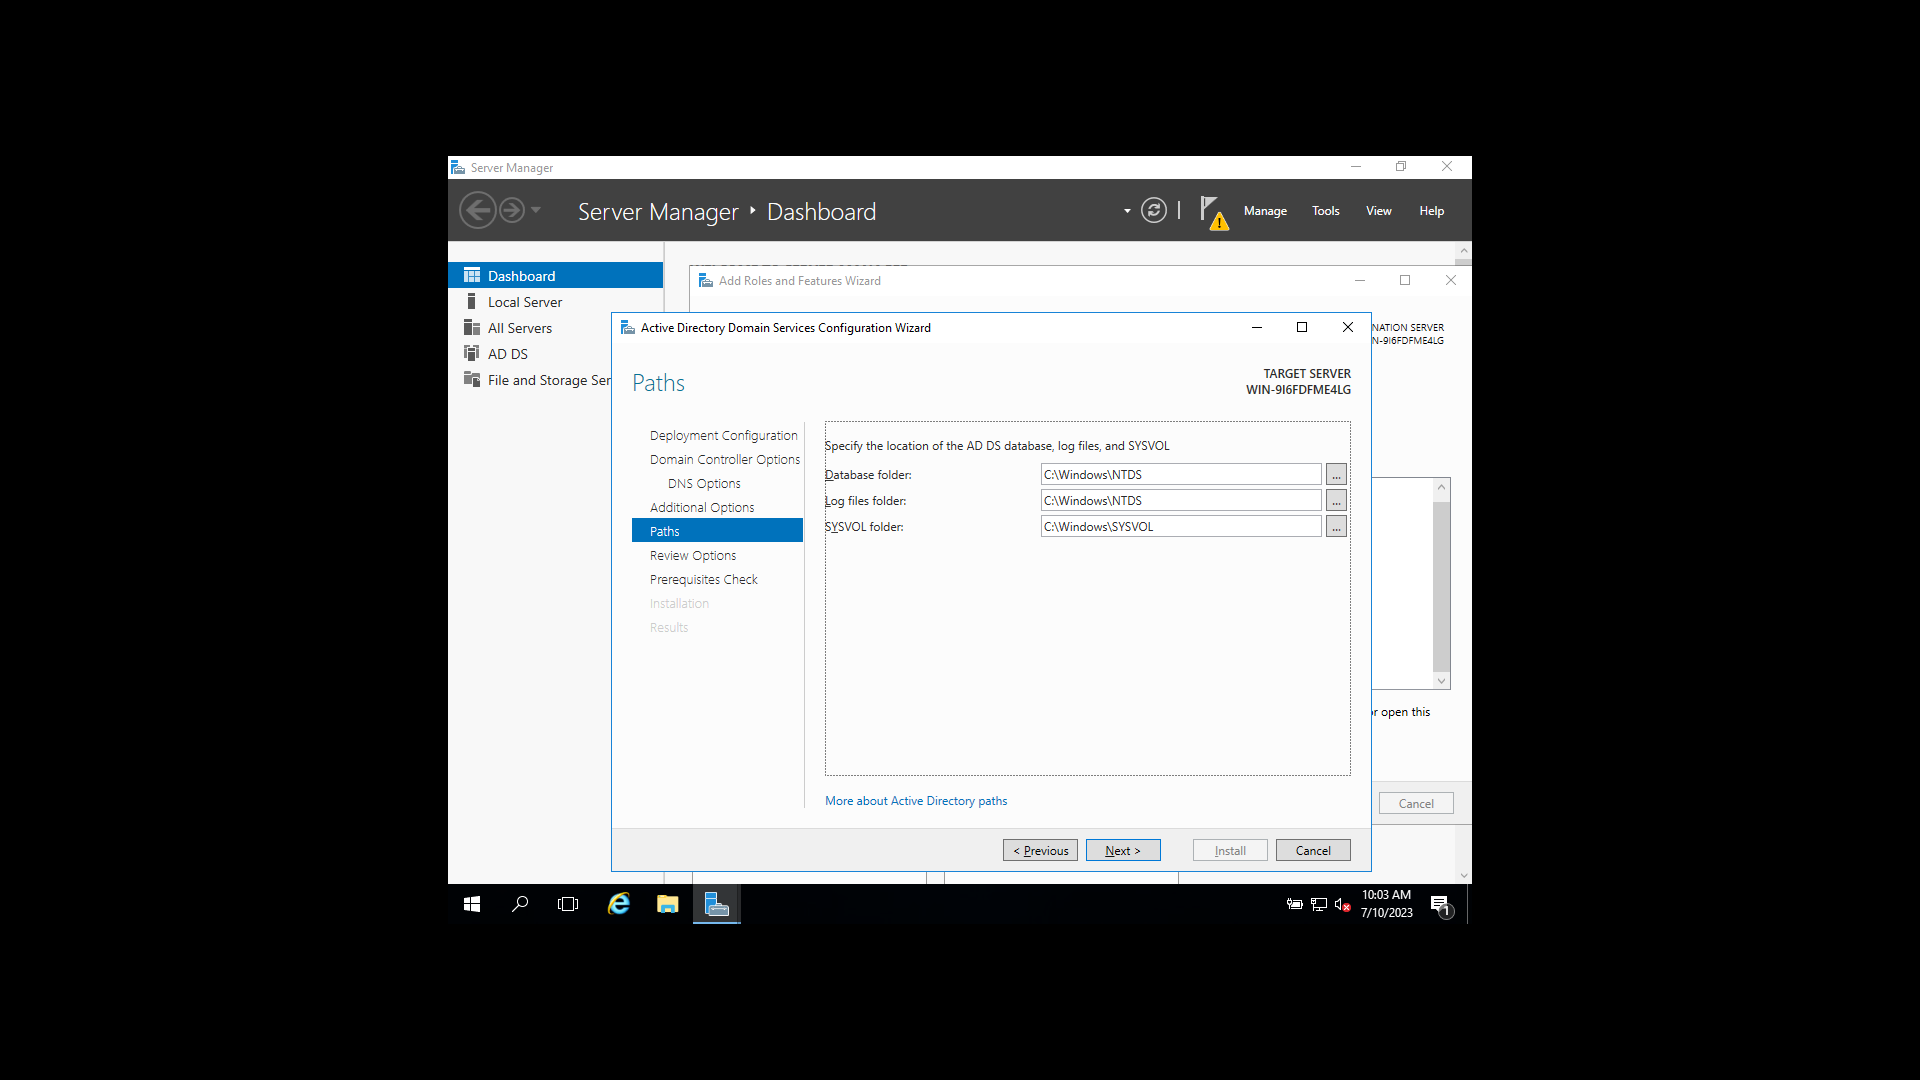 Server Manager
Server Manager Dashboard
Manage Tools View Help
Dashboard
Local Server
All Servers
AD DS
File and Storage Ser
Add Roles and Features Wizard
NATION SERVER
N-9I6FDFME4LG
Active Directory Domain Services Configuration Wizard
Paths
TARGET SERVER
WIN-9I6FDFME4LG
Deployment Configuration
Domain Controller Options
DNS Options
Additional Options
Paths
Review Options
Prerequisites Check
Installation
Results
Specify the location of the AD DS database, log files, and SYSVOL
Database folder: C:\Windows\NTDS ...
Log files folder: C:\Windows\NTDS ...
SYSVOL folder: C:\Windows\SYSVOL ...
More about Active Directory paths
or open this
Cancel
< Previous Next > Install Cancel
10:03 AM
7/10/2023
1